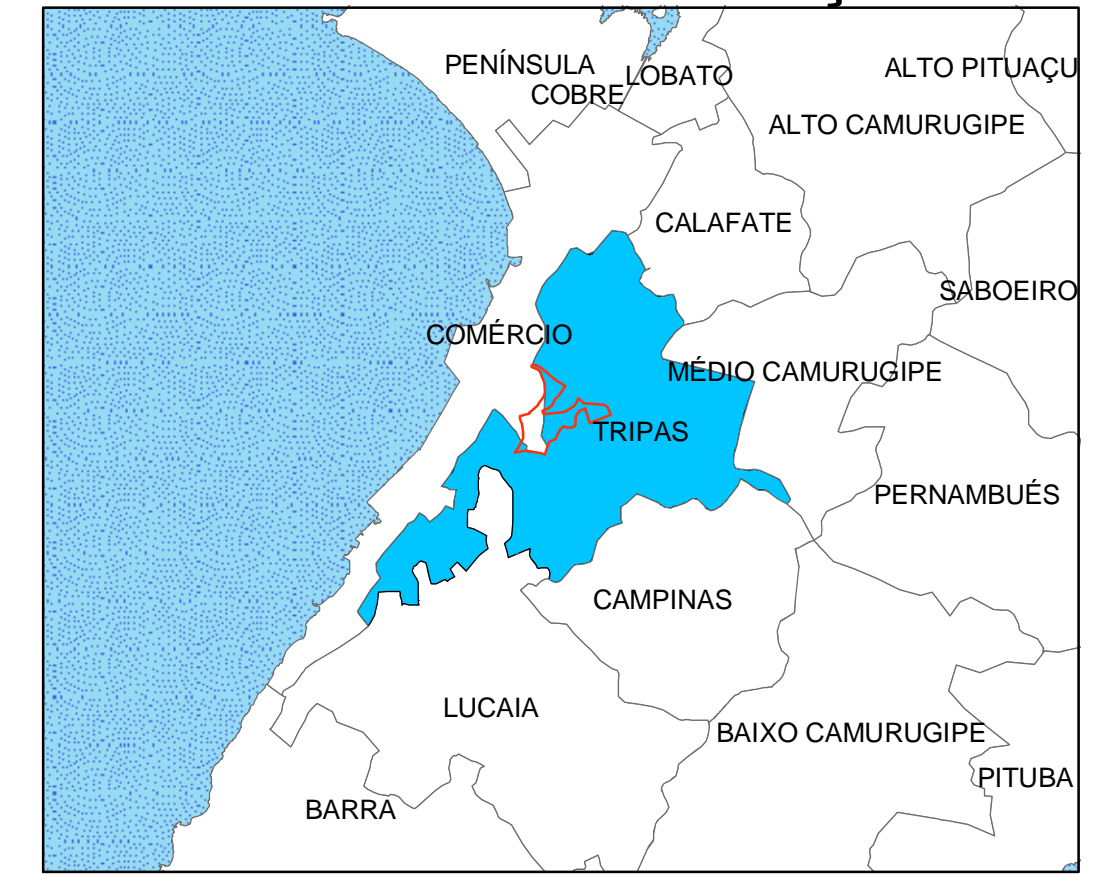 PENÍNSULA
LOBATO
ALTO PITUAÇU
COBRE
ALTO CAMURUGIPE
CALAFATE
SABOEIRO
COMÉRCIO
MÉDIO CAMURUGIPE
TRIPAS
PERNAMBUÉS
CAMPINAS
LUCAIA
BAIXO CAMURUGIPE
PITUBA
BARRA